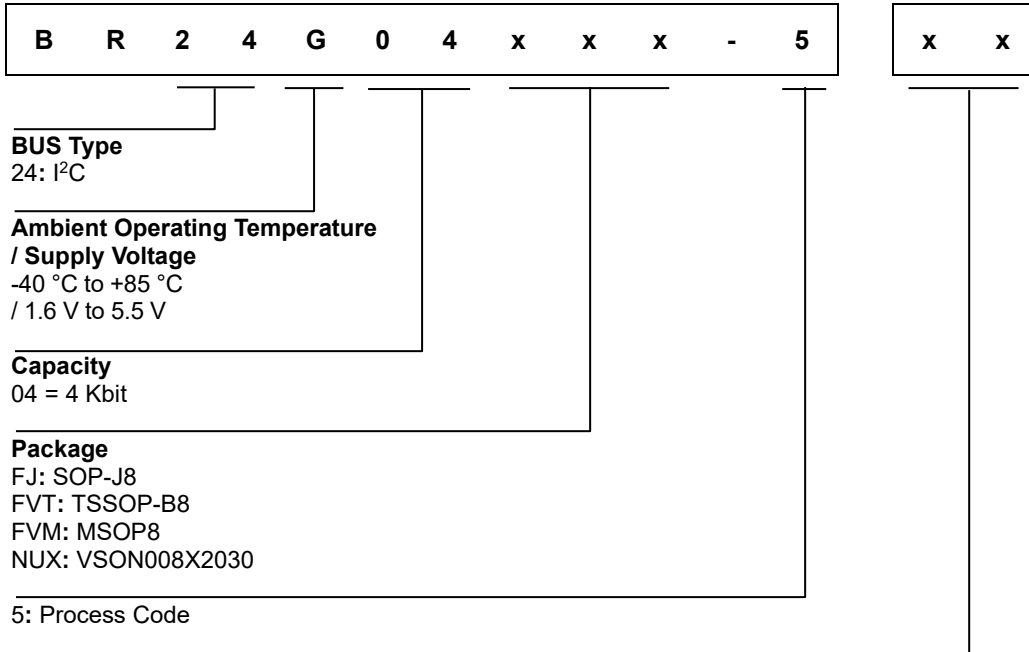 B R 2 4 G 0 4 x x x - 5 x x
BUS Type
24: I²C
Ambient Operating Temperature
/ Supply Voltage
-40 °C to +85 °C
/ 1.6 V to 5.5 V
Capacity
04 = 4 Kbit
Package
FJ: SOP-J8
FVT: TSSOP-B8
FVM: MSOP8
NUX: VSON008X2030
5: Process Code